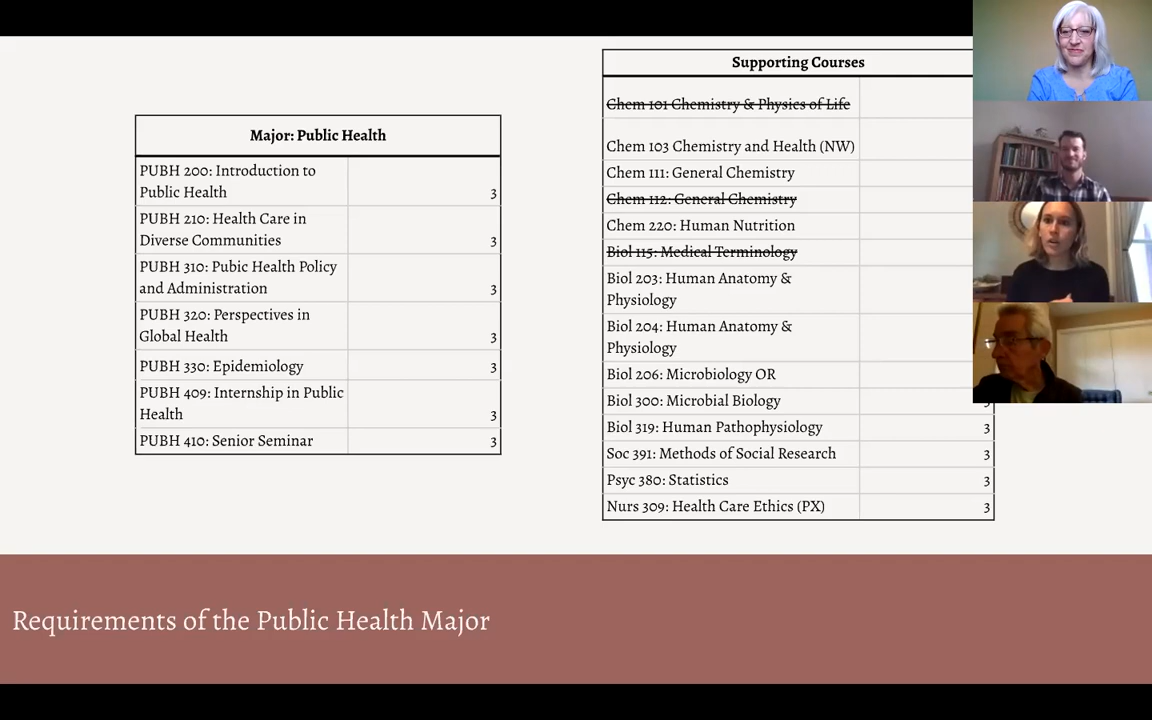 Major: Public Health
PUBH 200: Introduction to
Public Health 3
PUBH 210: Health Care in
Diverse Communities 3
PUBH 310: Pubic Health Policy
and Administration 3
PUBH 320: Perspectives in
Global Health 3
PUBH 330: Epidemiology 3
PUBH 409: Internship in Public
Health 3
PUBH 410: Senior Seminar 3
Supporting Courses
Chem 101 Chemistry & Physics of Life
Chem 103 Chemistry and Health (NW)
Chem 111: General Chemistry
Chem 112: General Chemistry
Chem 220: Human Nutrition
Biol 115: Medical Terminology
Biol 203: Human Anatomy &
Physiology
Biol 204: Human Anatomy &
Physiology
Biol 206: Microbiology OR
Biol 300: Microbial Biology
Biol 319: Human Pathophysiology 3
Soc 391: Methods of Social Research 3
Psyc 380: Statistics 3
Nurs 309: Health Care Ethics (PX) 3
Requirements of the Public Health Major